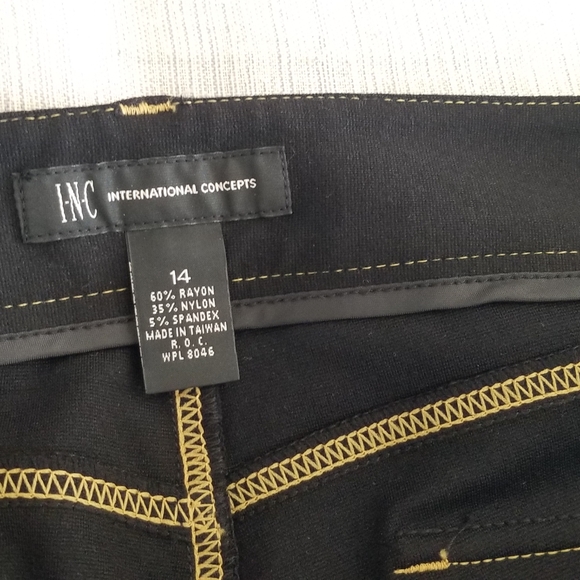 I·N·C INTERNATIONAL CONCEPTS
14
60% RAYON
35% NYLON
5% SPANDEX
MADE IN TAIWAN
R. O. C.
WPL 8046